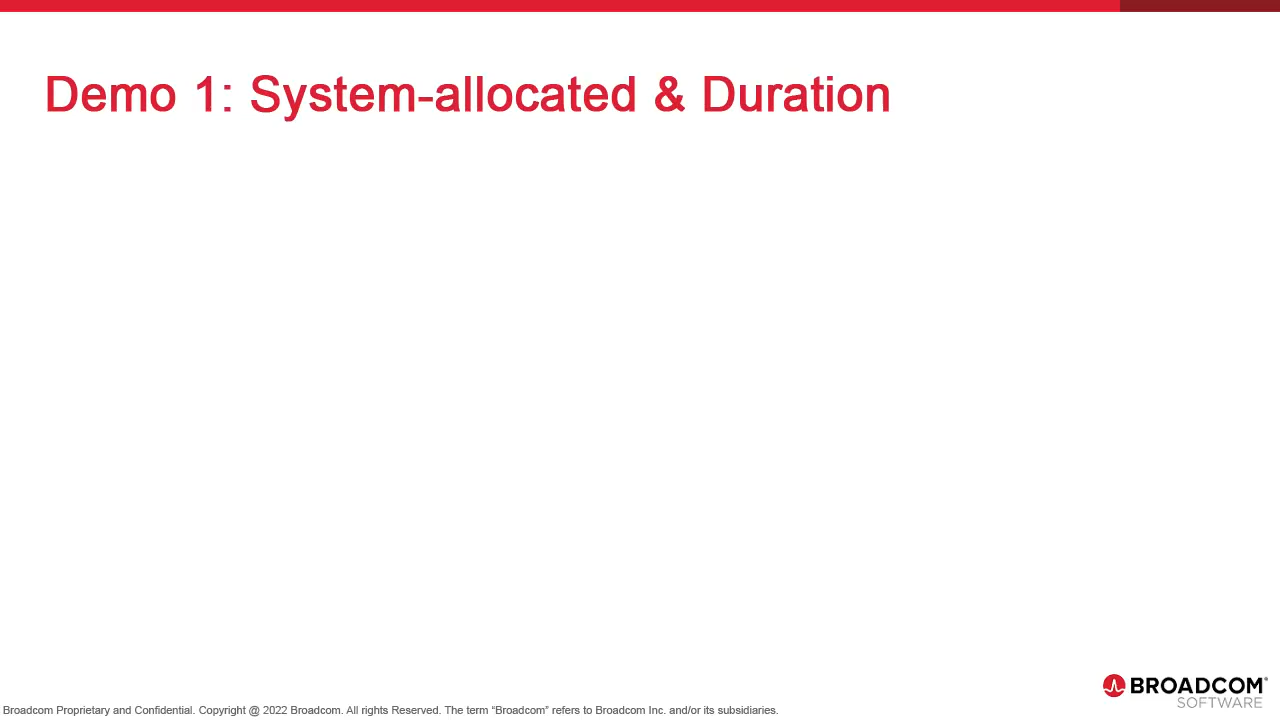 Demo 1: System-allocated & Duration
BROADCOM®
SOFTWARE
Broadcom Proprietary and Confidential. Copyright @ 2022 Broadcom. All rights Reserved. The term “Broadcom” refers to Broadcom Inc. and/or its subsidiaries.